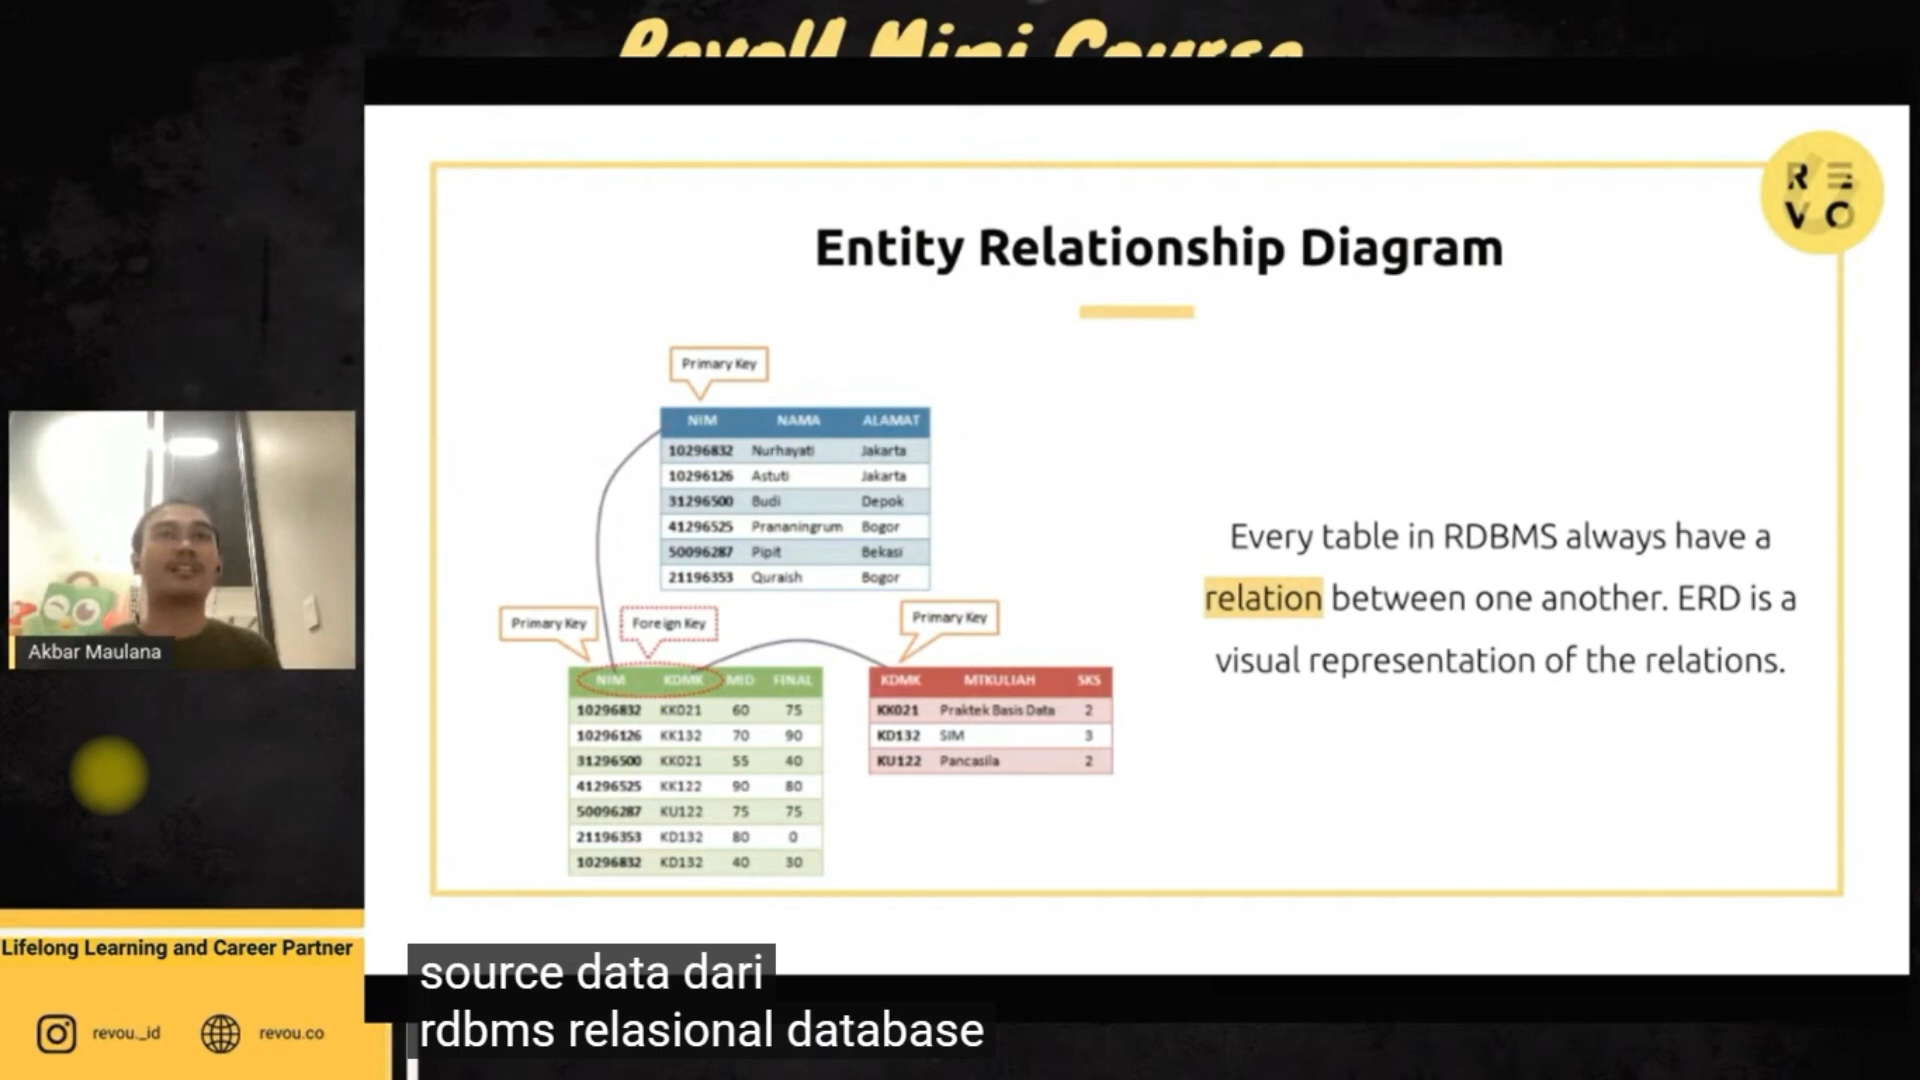 RevoU Mini Course
R E
V O
Entity Relationship Diagram
Primary Key
NIM NAMA ALAMAT
10296832 Nurhayati Jakarta
10296126 Astuti Jakarta
31296500 Budi Depok
41296525 Prananingrum Bogor
50096287 Pipit Bekasi
21196353 Quraish Bogor
Primary Key
Foreign Key
Primary Key
NIM KDMK MID FINAL
10296832 KK021 60 75
10296126 KK132 70 90
31296500 KK021 55 40
41296525 KK122 90 80
50096287 KU122 75 75
21196353 KD132 80 0
10296832 KD132 40 30
KDMK MTKULIAH SKS
KK021 Praktek Basis Data 2
KD132 SIM 3
KU122 Pancasila 2
Every table in RDBMS always have a
relation between one another. ERD is a
visual representation of the relations.
Akbar Maulana
Lifelong Learning and Career Partner
revou_id
revou.co
source data dari
rdbms relasional database